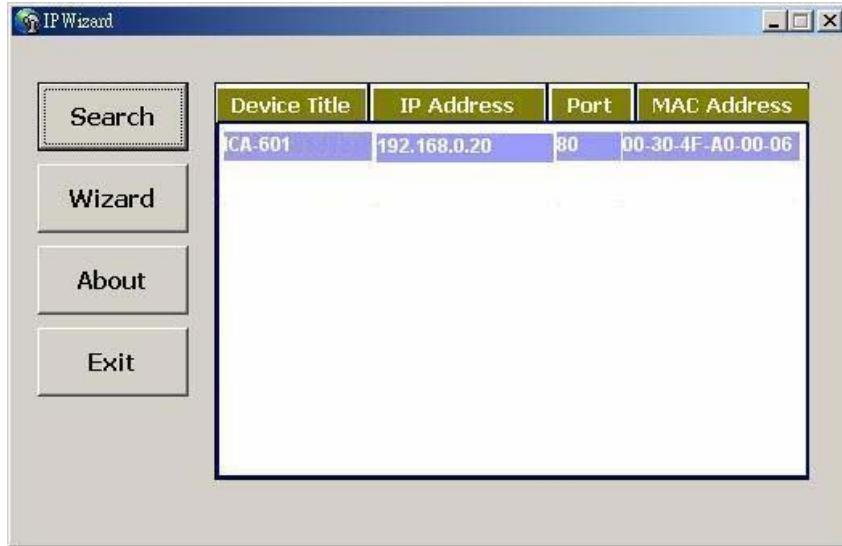 IP Wizard
Search
Wizard
About
Exit
Device Title IP Address Port MAC Address
ICA-601 192.168.0.20 80 00-30-4F-A0-00-06